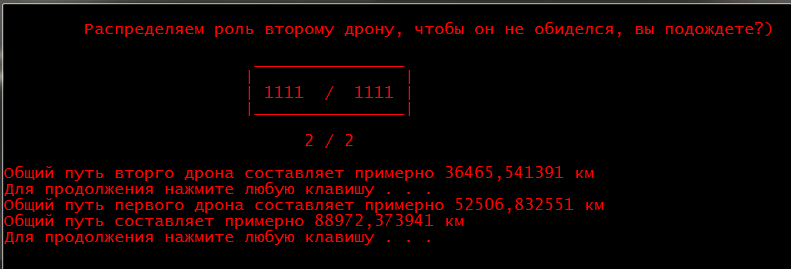 Распределяем роль второму дрону, чтобы он не обиделся, вы подождете?)
1111 / 1111
2 / 2
Общий путь вторго дрона составляет примерно 36465,541391 км
Для продолжения нажмите любую клавишу . . .
Общий путь первого дрона составляет примерно 52506,832551 км
Общий путь составляет примерно 88972,373941 км
Для продолжения нажмите любую клавишу . . .